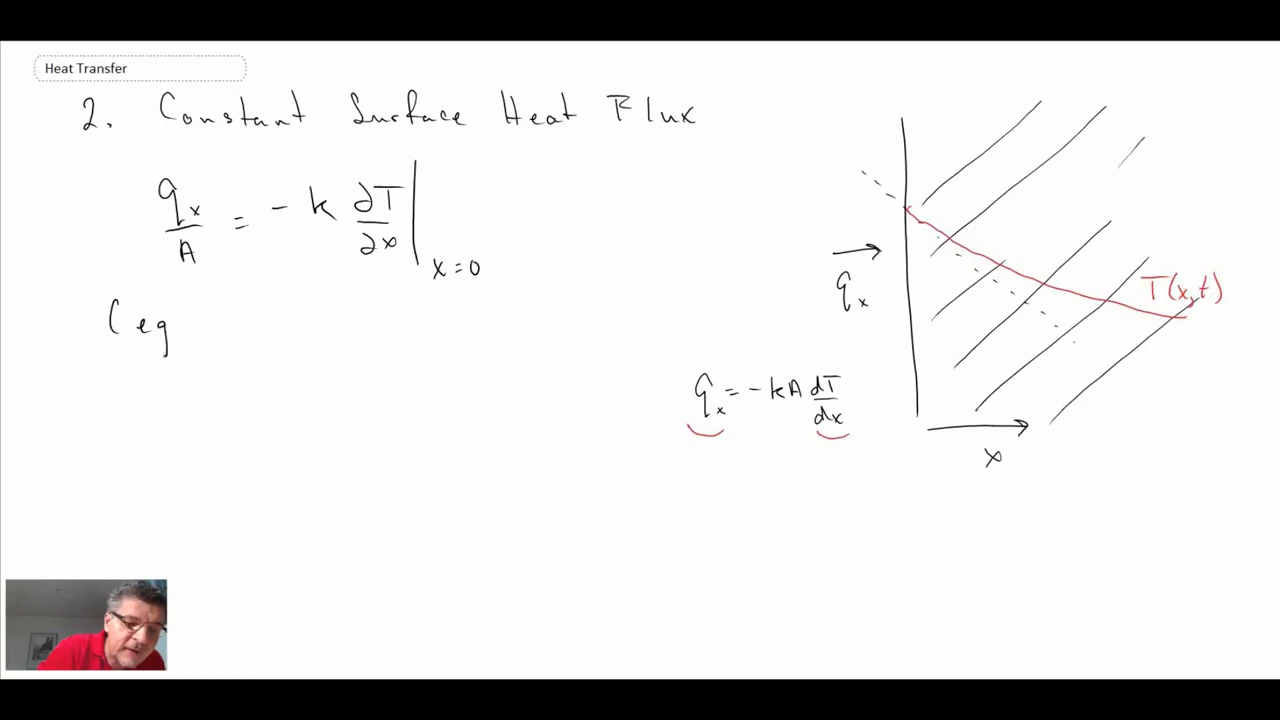 Heat Transfer
2. Constant Surface Heat Flux
qx/A = -k ∂T/∂x | x=0
(eg
qx
T(x,t)
qx = -kA dT/dx
x